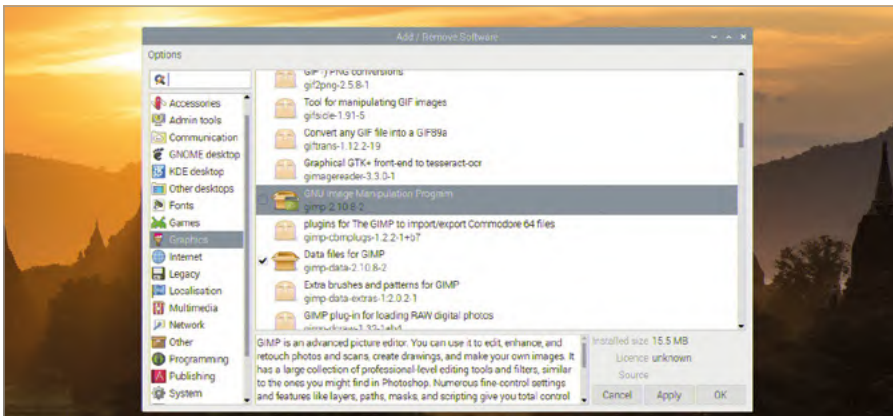 Add / Remove Software
Options
Accessories
Admin tools
Communication
GNOME desktop
KDE desktop
Other desktops
Fonts
Games
Graphics
Internet
Legacy
Localisation
Multimedia
Network
Other
Programming
Publishing
System
GIF :) PNG conversions
gif2png-2.5.8-1
Tool for manipulating GIF images
gifsicle-1.91-5
Convert any GIF file into a GIF89a
giftrans-1.12.2-19
Graphical GTK+ front-end to tesseract-ocr
gimagereader-3.3.0-1
GNU Image Manipulation Program
gimp-2.10.8-2
plugins for The GIMP to import/export Commodore 64 files
gimp-cbmplugs-1.2.2-1+b7
Data files for GIMP
gimp-data-2.10.8-2
Extra brushes and patterns for GIMP
gimp-data-extras-1:2.0.2-1
GIMP plug-in for loading RAW digital photos
GIMP is an advanced picture editor. You can use it to edit, enhance, and
retouch photos and scans, create drawings, and make your own images. It
has a large collection of professional-level editing tools and filters, similar
to the ones you might find in Photoshop. Numerous fine-control settings
and features like layers, paths, masks, and scripting give you total control
Installed size 15.5 MB
Licence unknown
Source
Cancel
Apply
OK